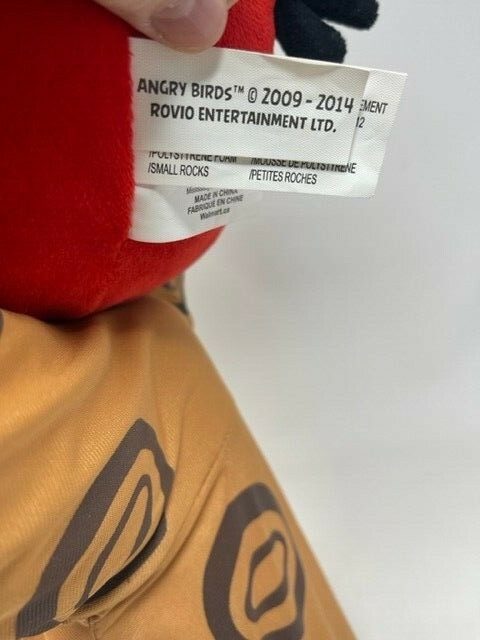 ANGRY BIRDS™ © 2009 - 2014
ROVIO ENTERTAINMENT LTD.
EMENT
/POLYSTYRENE FOAM /MOUSSE DE POLYSTYRENE
/SMALL ROCKS /PETITES ROCHES
MADE IN CHINA
FABRIQUE EN CHINE
Walmart.ca